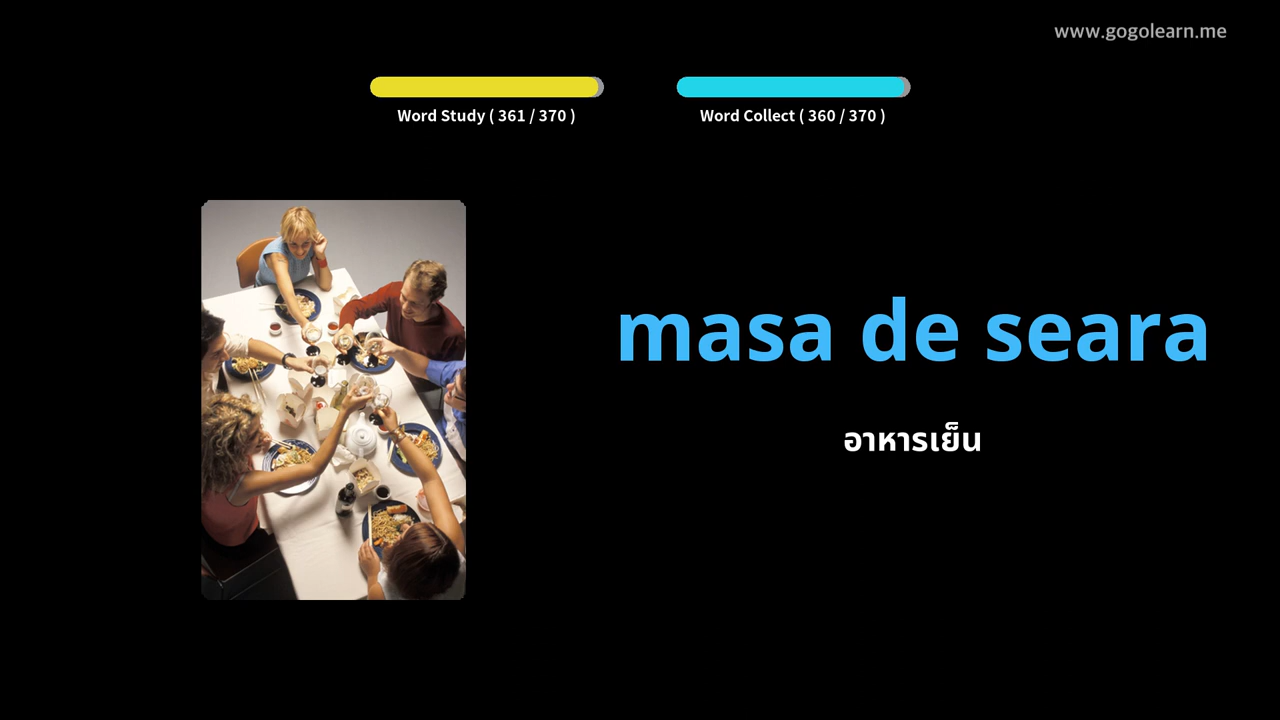 www.gogolearn.me
Word Study ( 361 / 370 )
Word Collect ( 360 / 370 )
masa de seara
อาหารเย็น